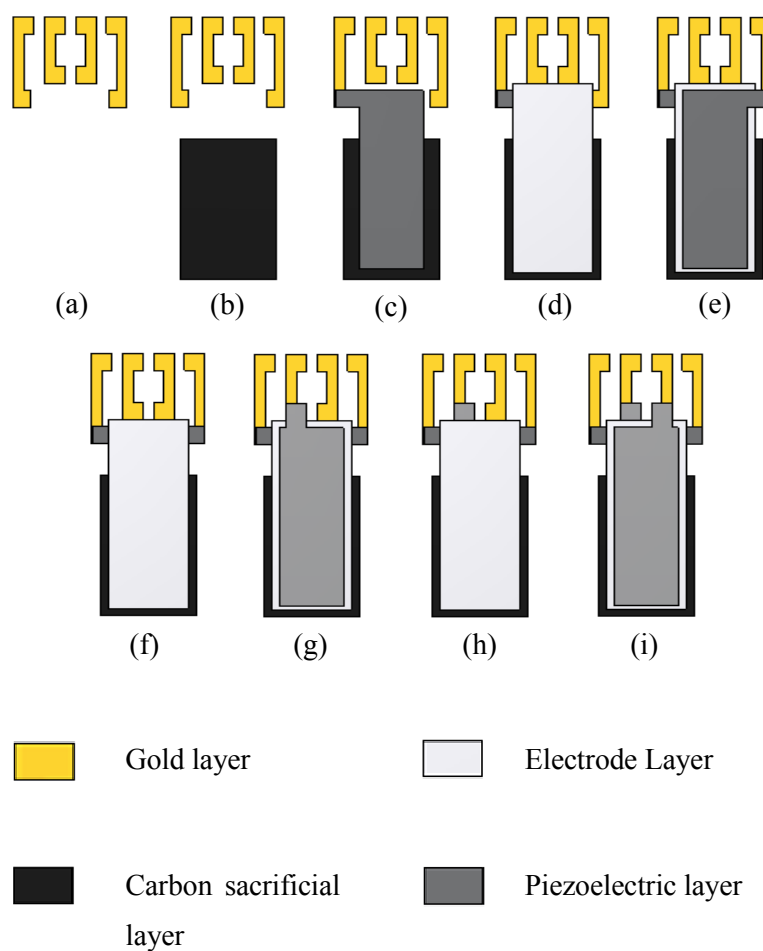 (a)
(b)
(c)
(d)
(e)
(f)
(g)
(h)
(i)
Gold layer
Electrode Layer
Carbon sacrificial
layer
Piezoelectric layer